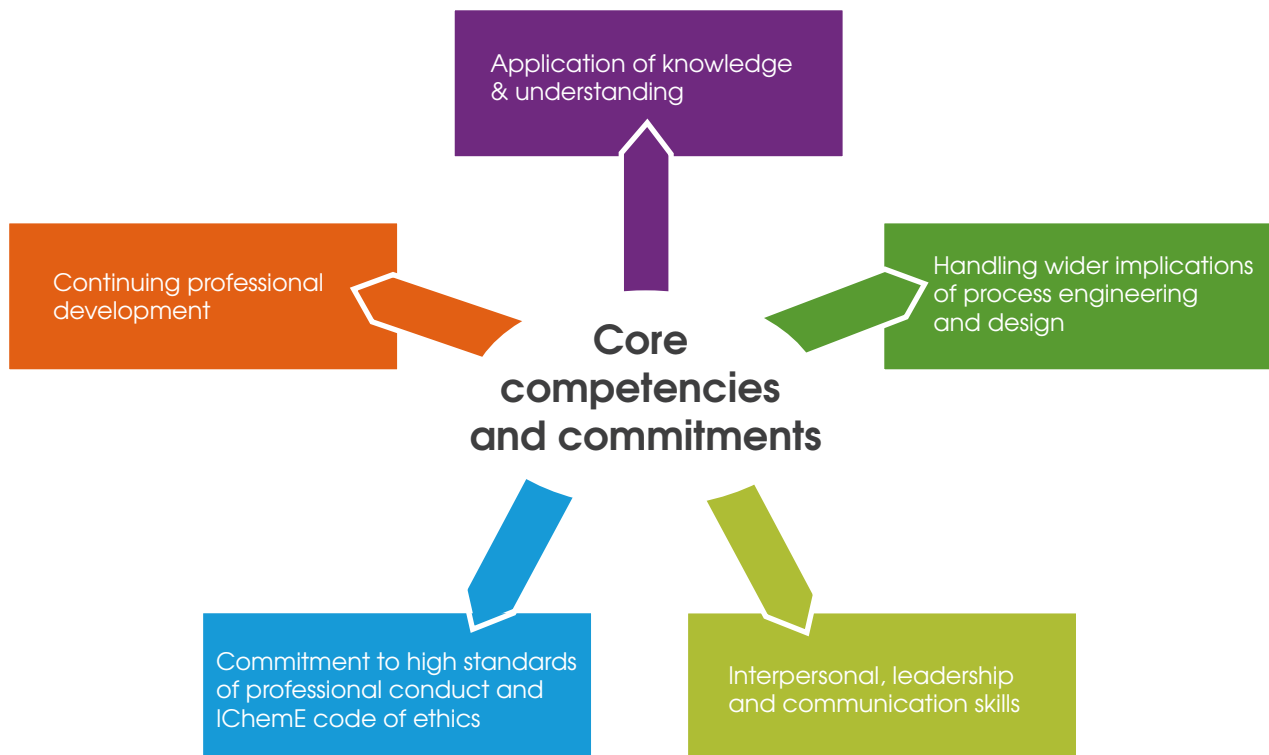 Application of knowledge
& understanding
Continuing professional
development
Handling wider implications
of process engineering
and design
Core
competencies
and commitments
Commitment to high standards
of professional conduct and
IChemE code of ethics
Interpersonal, leadership
and communication skills